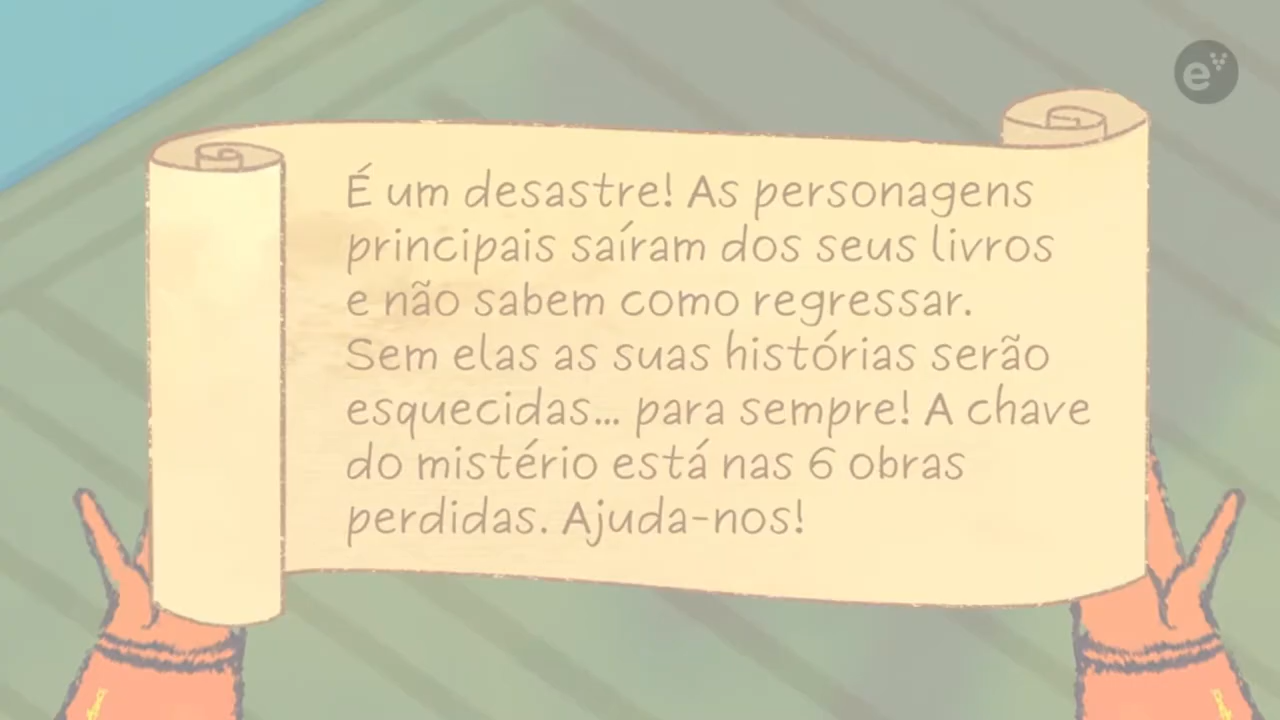 e
É um desastre! As personagens
principais saíram dos seus livros
e não sabem como regressar.
Sem elas as suas histórias serão
esquecidas... para sempre! A chave
do mistério está nas 6 obras
perdidas. Ajuda-nos!